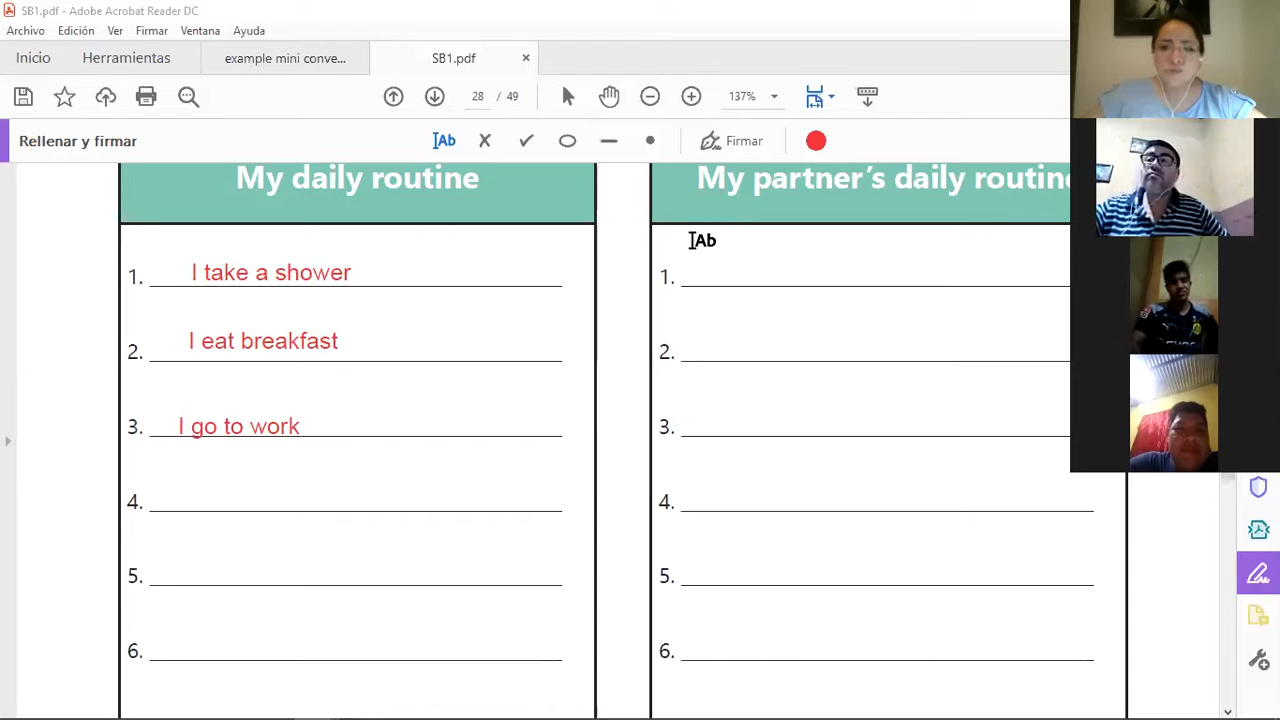 SB1.pdf - Adobe Acrobat Reader DC
Archivo Edición Ver Firmar Ventana Ayuda
Inicio Herramientas example mini conve... SB1.pdf ×
28 / 49 137%
Rellenar y firmar Ab Firmar
My daily routine
1. I take a shower
2. I eat breakfast
3. I go to work
4.
5.
6.
My partner's daily routin
Ab
1.
2.
3.
4.
5.
6.